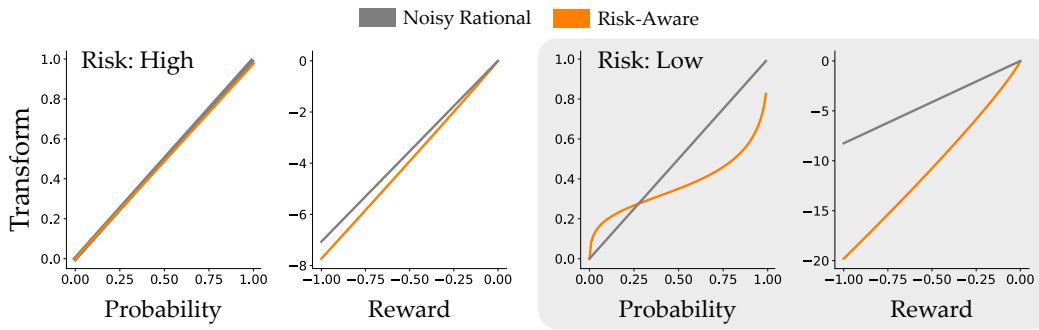 Noisy Rational Risk-Aware
Transform
Risk: High
1.0
0.8
0.6
0.4
0.2
0.0
0.00 0.25 0.50 0.75 1.00
Probability
0
−2
−4
−6
−8
−1.00 −0.75 −0.50 −0.25 0.00
Reward
Risk: Low
1.0
0.8
0.6
0.4
0.2
0.0
0.00 0.25 0.50 0.75 1.00
Probability
0
−5
−10
−15
−20
−1.00 −0.75 −0.50 −0.25 0.00
Reward